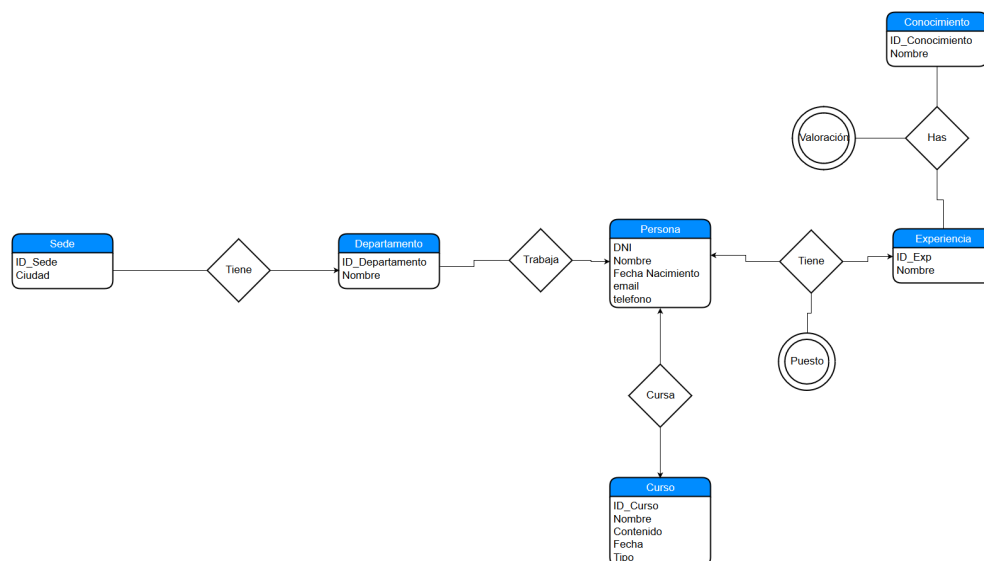 Conocimiento
ID_Conocimiento
Nombre
Valoración
Has
Sede
ID_Sede
Ciudad
Tiene
Departamento
ID_Departamento
Nombre
Trabaja
Persona
DNI
Nombre
Fecha Nacimiento
email
telefono
Tiene
Experiencia
ID_Exp
Nombre
Puesto
Cursa
Curso
ID_Curso
Nombre
Contenido
Fecha
Tipo